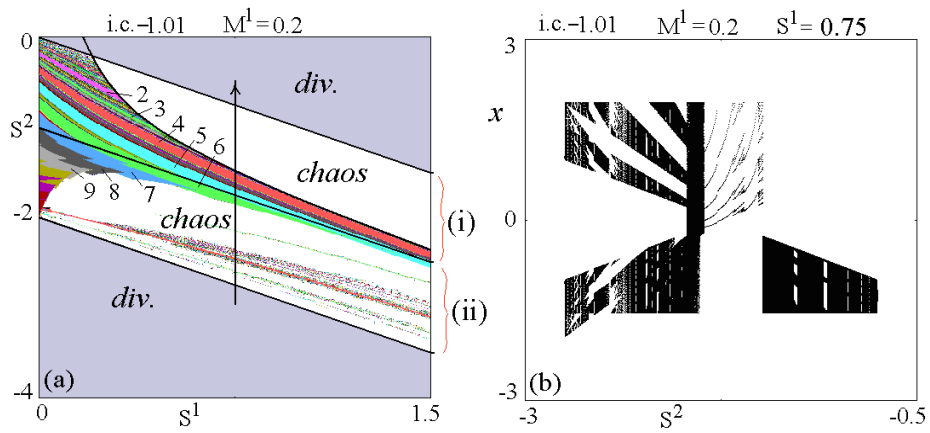 i.c.-1.01 M¹ = 0.2
0
S²
-2
-4
0
S¹
1.5
(a)
div.
chaos
chaos
div.
2
3
4
5
6
7
8
9
(i)
(ii)
i.c.-1.01 M¹ = 0.2 S¹ = 0.75
3
x
0
-3
(b)
-3
S²
-0.5